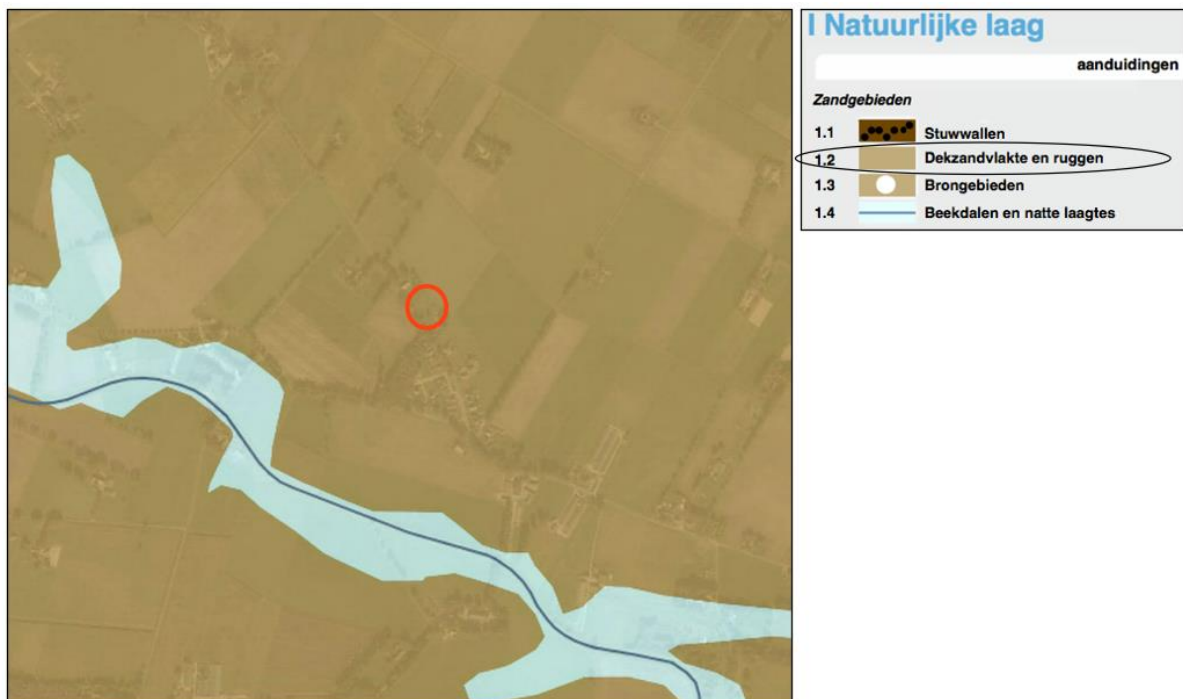 I Natuurlijke laag
aanduidingen
Zandgebieden
1.1 Stuwwallen
1.2 Dekzandvlakte en ruggen
1.3 Brongebieden
1.4 Beekdalen en natte laagtes